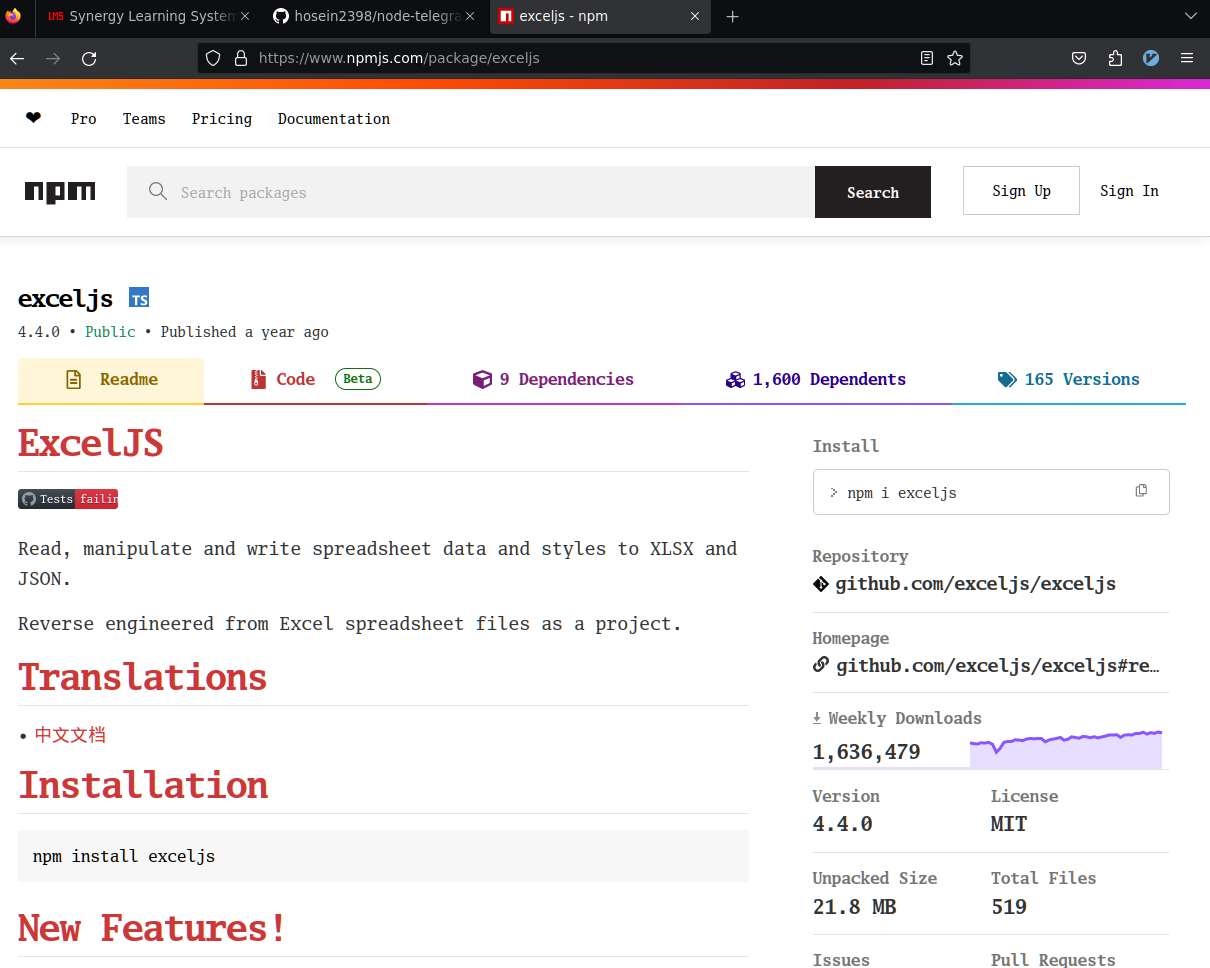 LMS Synergy Learning System
hosein2398/node-telegra
exceljs - npm
https://www.npmjs.com/package/exceljs
❤ Pro Teams Pricing Documentation
npm
Search packages
Search
Sign Up
Sign In
exceljs TS
4.4.0 • Public • Published a year ago
Readme
Code Beta
9 Dependencies
1,600 Dependents
165 Versions
ExcelJS
Tests failin
Read, manipulate and write spreadsheet data and styles to XLSX and
JSON.
Reverse engineered from Excel spreadsheet files as a project.
Translations
• 中文文档
Installation
npm install exceljs
New Features!
Install
> npm i exceljs
Repository
github.com/exceljs/exceljs
Homepage
github.com/exceljs/exceljs#re…
Weekly Downloads
1,636,479
Version License
4.4.0 MIT
Unpacked Size Total Files
21.8 MB 519
Issues Pull Requests